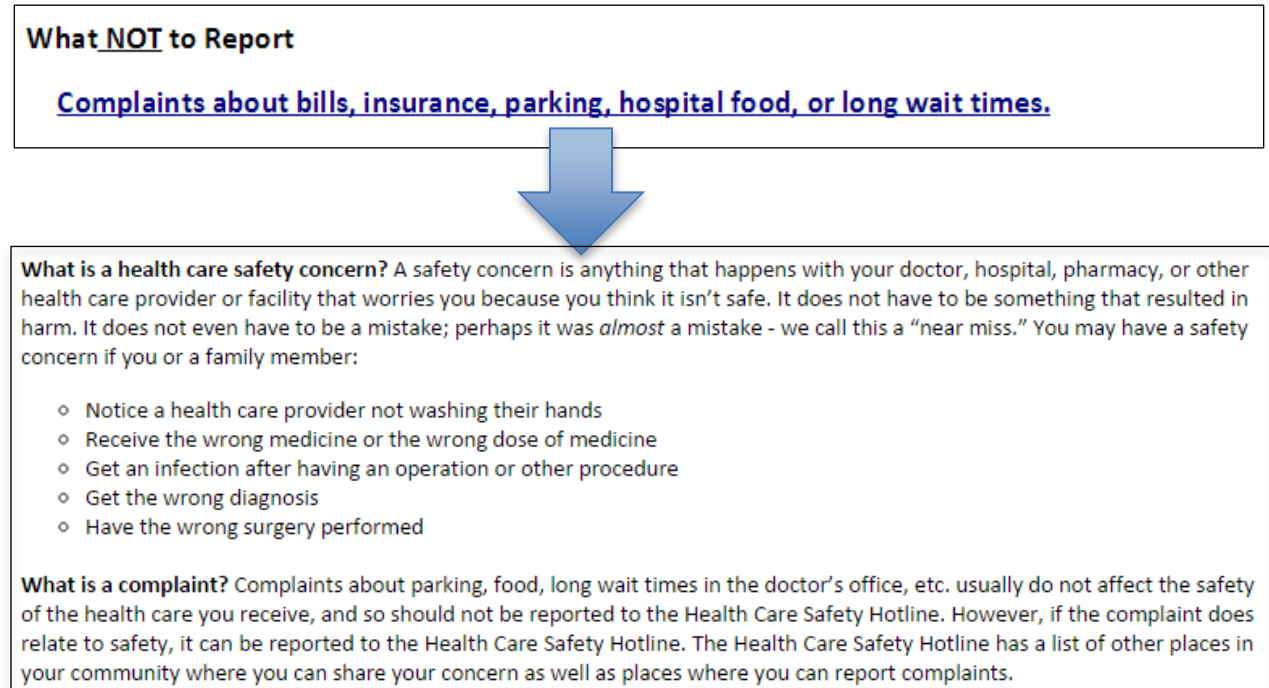 What NOT to Report
Complaints about bills, insurance, parking, hospital food, or long wait times.
What is a health care safety concern? A safety concern is anything that happens with your doctor, hospital, pharmacy, or other
health care provider or facility that worries you because you think it isn’t safe. It does not have to be something that resulted in
harm. It does not even have to be a mistake; perhaps it was almost a mistake - we call this a “near miss.” You may have a safety
concern if you or a family member:
Notice a health care provider not washing their hands
Receive the wrong medicine or the wrong dose of medicine
Get an infection after having an operation or other procedure
Get the wrong diagnosis
Have the wrong surgery performed
What is a complaint? Complaints about parking, food, long wait times in the doctor’s office, etc. usually do not affect the safety
of the health care you receive, and so should not be reported to the Health Care Safety Hotline. However, if the complaint does
relate to safety, it can be reported to the Health Care Safety Hotline. The Health Care Safety Hotline has a list of other places in
your community where you can share your concern as well as places where you can report complaints.